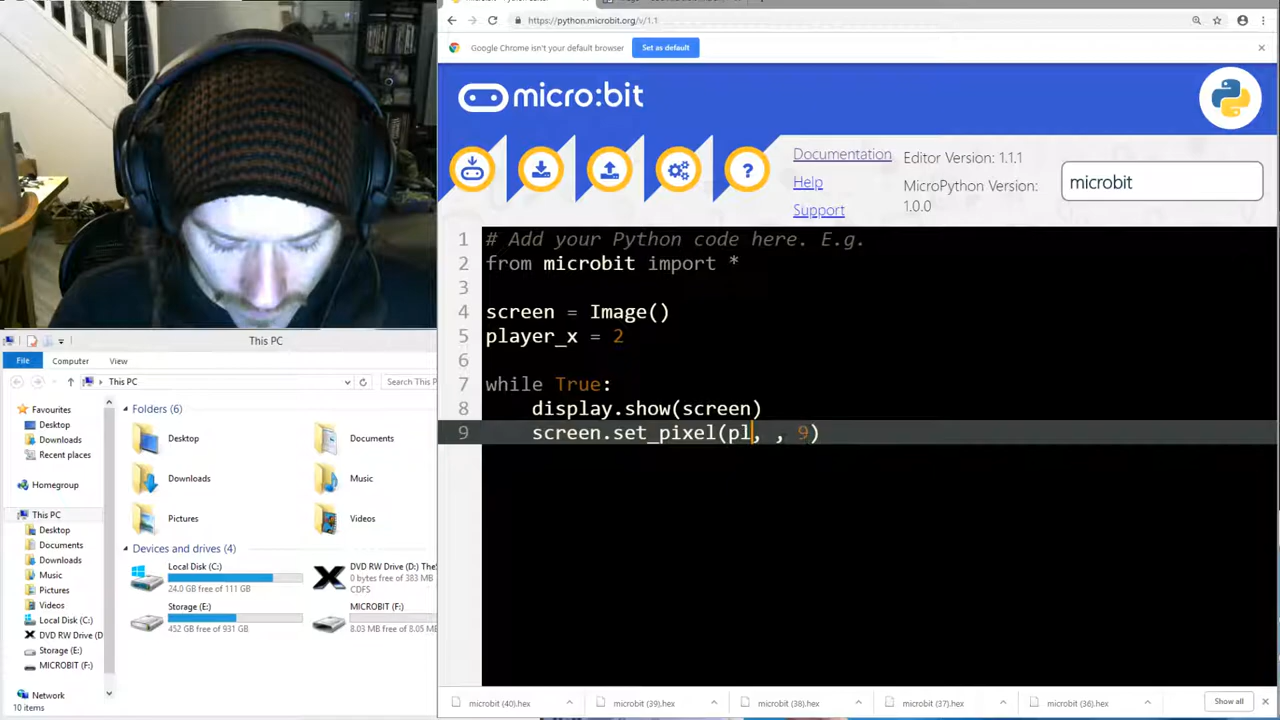 https://python.microbit.org/v/1.1
Google Chrome isn't your default browser
Set as default
micro:bit
?
Documentation
Help
Support
Editor Version: 1.1.1
MicroPython Version:
1.0.0
microbit
1 # Add your Python code here. E.g.
2 from microbit import *
3
4 screen = Image()
5 player_x = 2
6
7 while True:
8 display.show(screen)
9 screen.set_pixel(pl, , 9)
This PC
File
Computer
View
This PC
Search This P
Favourites
Desktop
Downloads
Recent places
Homegroup
This PC
Desktop
Documents
Downloads
Music
Pictures
Videos
Local Disk (C:)
DVD RW Drive (D
Storage (E:)
MICROBIT (F:)
Network
10 items
Folders (6)
Desktop
Documents
Downloads
Music
Pictures
Videos
Devices and drives (4)
Local Disk (C:)
24.0 GB free of 111 GB
DVD RW Drive (D:) The
0 bytes free of 383 MB
CDFS
Storage (E:)
452 GB free of 931 GB
MICROBIT (F:)
8.03 MB free of 8.05 MB
microbit (40).hex
microbit (39).hex
microbit (38).hex
microbit (37).hex
microbit (36).hex
Show all